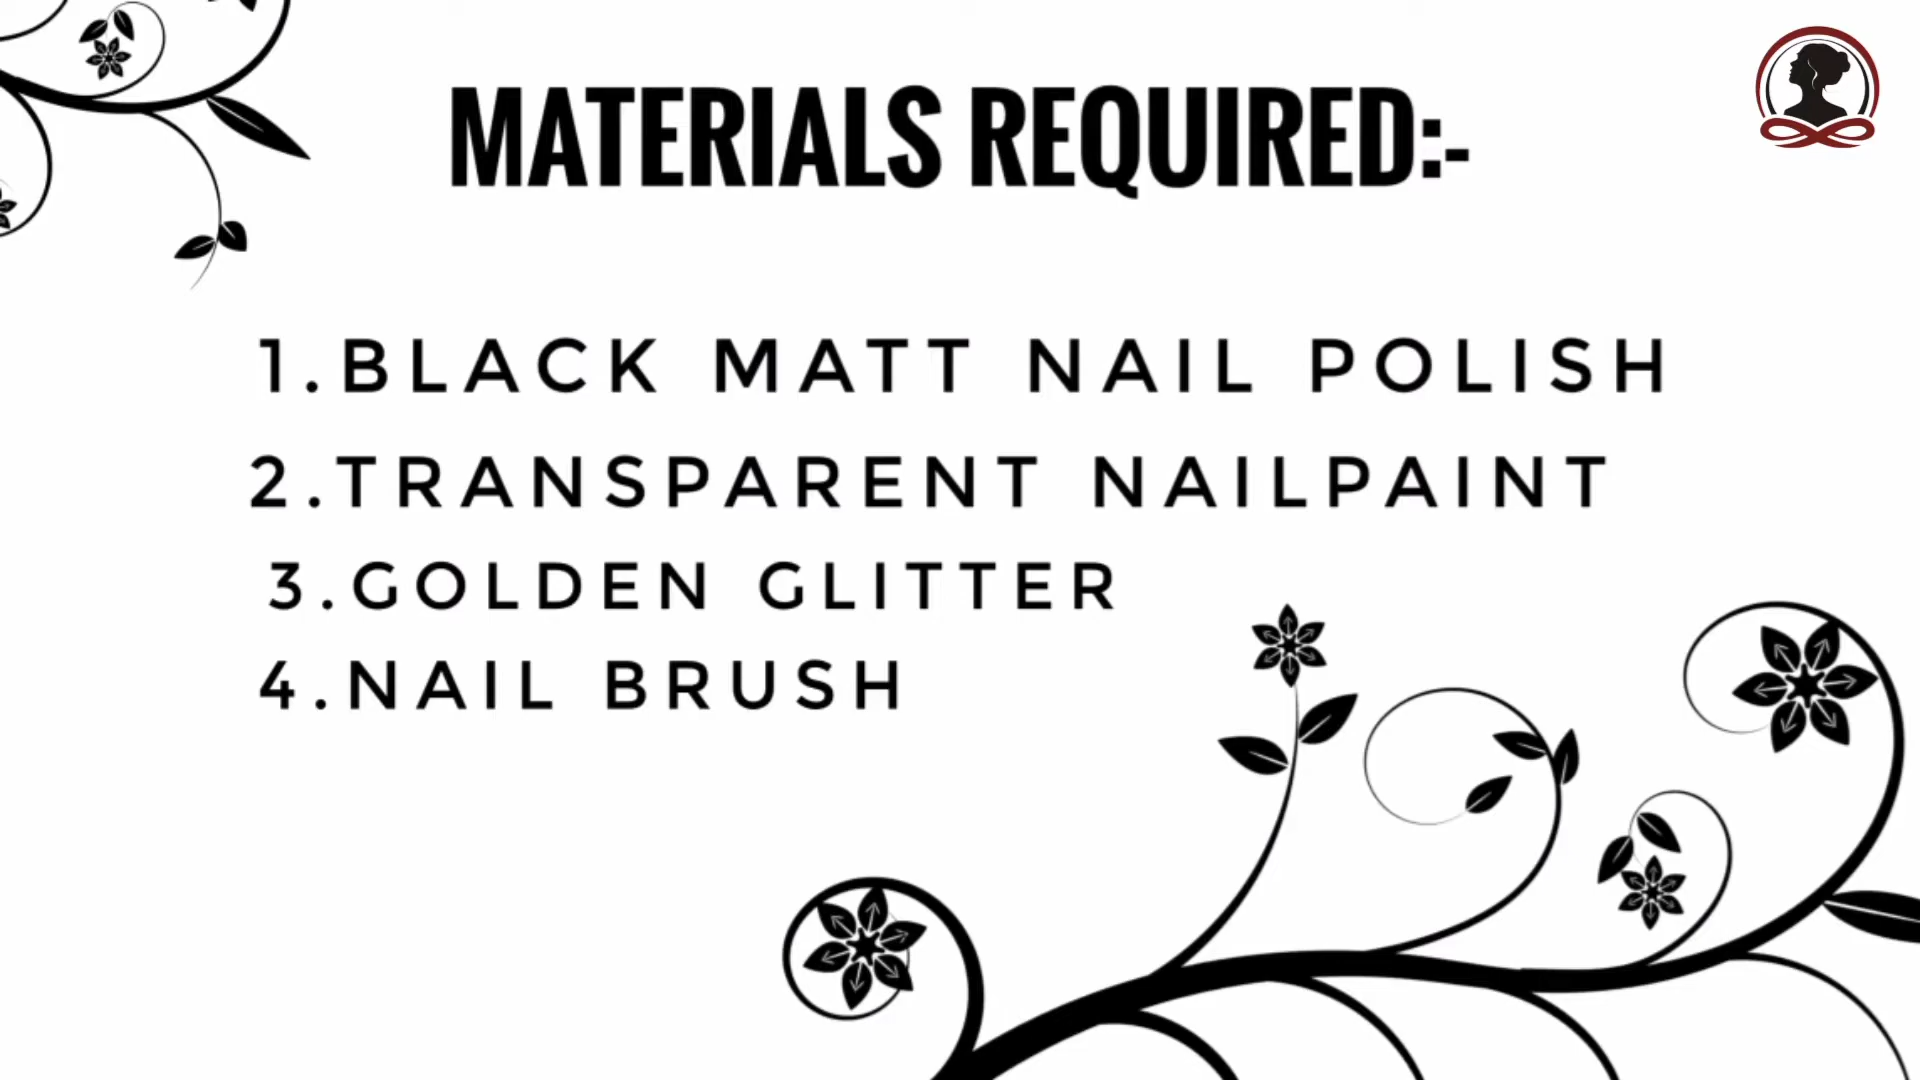 MATERIALS REQUIRED:-
1.BLACK MATT NAIL POLISH
2.TRANSPARENT NAILPAINT
3.GOLDEN GLITTER
4.NAIL BRUSH